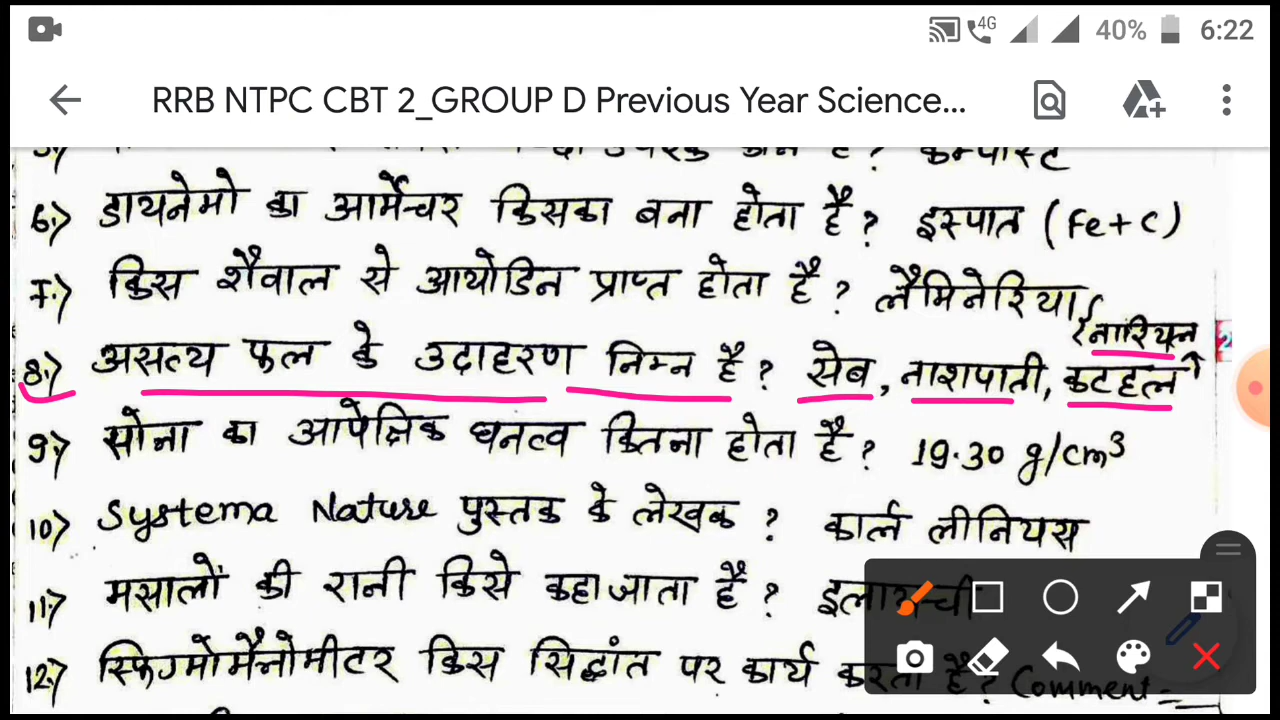 4G 40% 6:22
RRB NTPC CBT 2_GROUP D Previous Year Science...
कम्पोस्ट
6.) डायनेमो का आर्मेचर किसका बना होता है? इस्पात (Fe+C)
7.) किस शैवाल से आयोडिन प्राप्त होता है? लैमिनेरिया
नारियल
8.) असत्य फल के उदाहरण निम्न है? सेब, नाशपाती, कटहल
9.) सोना का आपेक्षिक घनत्व कितना होता है? 19.30 g/cm³
10.) Systema Nature पुस्तक के लेखक? कार्ल लीनियस
11.) मसालों की रानी किसे कहा जाता है? इलायची
12.) स्फिग्मोमैनोमीटर किस सिद्धांत पर कार्य करता है? Comment =